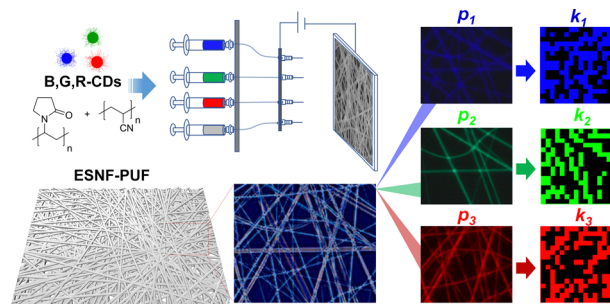 B,G,R-CDs
O
N
n
+
CN
n
ESNF-PUF
p1
k1
p2
k2
p3
k3